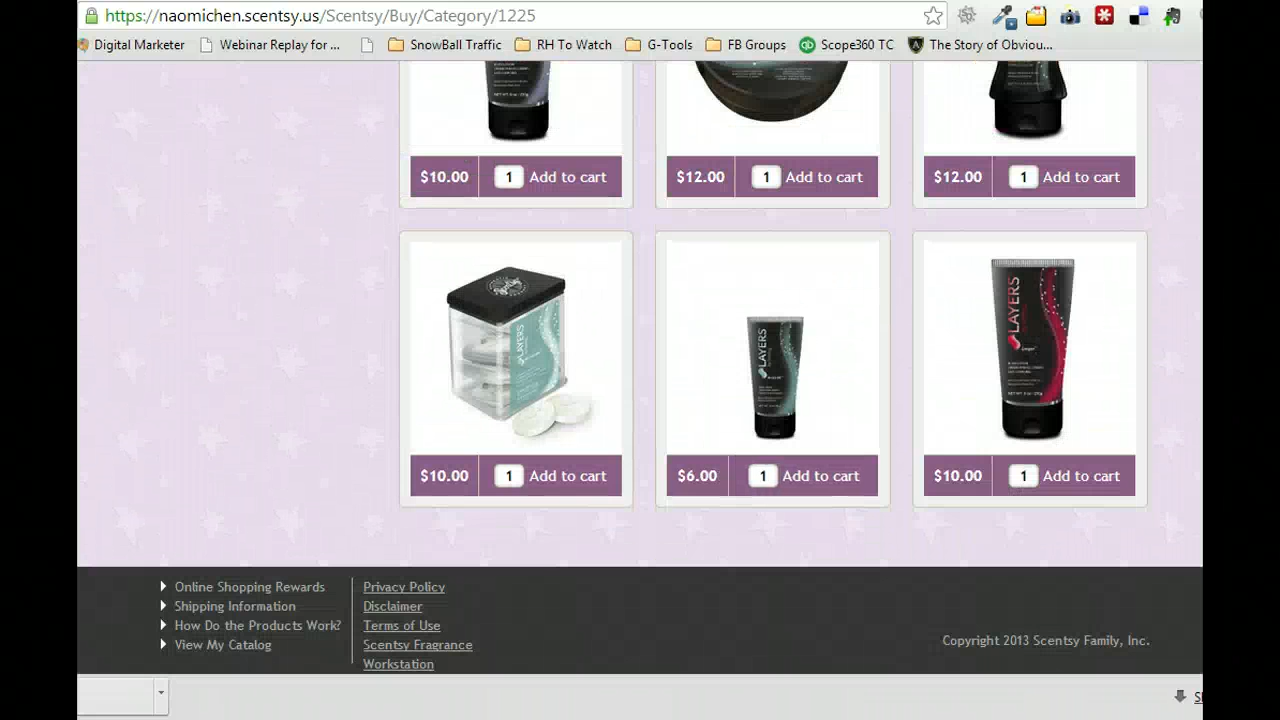 https://naomichen.scentsy.us/Scentsy/Buy/Category/1225
Digital Marketer Webinar Replay for ... SnowBall Traffic RH To Watch G-Tools FB Groups Scope360 TC The Story of Obviou...
$10.00 1 Add to cart
$12.00 1 Add to cart
$12.00 1 Add to cart
LAYERS
LAYERS
LAYERS
$10.00 1 Add to cart
$6.00 1 Add to cart
$10.00 1 Add to cart
Online Shopping Rewards
Shipping Information
How Do the Products Work?
View My Catalog
Privacy Policy
Disclaimer
Terms of Use
Scentsy Fragrance
Workstation
Copyright 2013 Scentsy Family, Inc.